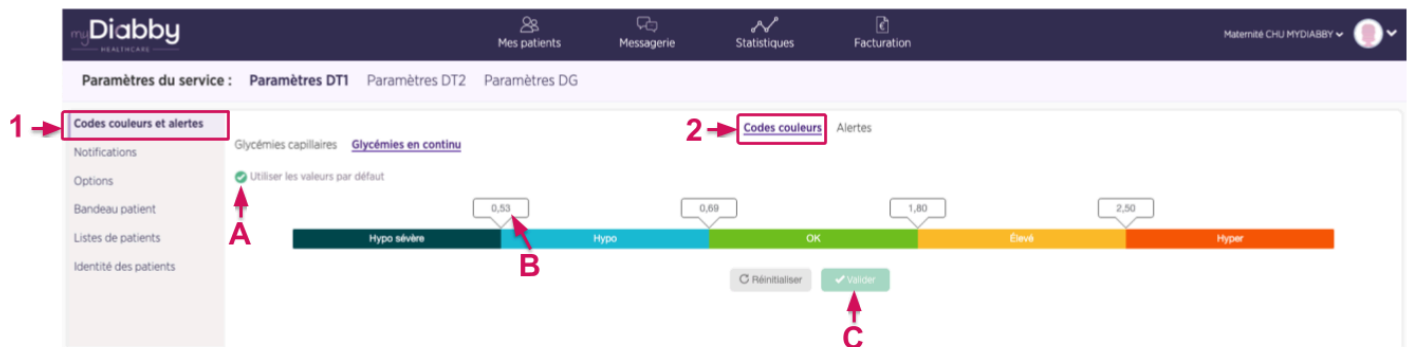 myDiabby
HEALTHCARE
Mes patients
Messagerie
Statistiques
Facturation
Maternité CHU MYDIABBY
Paramètres du service : Paramètres DT1 Paramètres DT2 Paramètres DG
1
Codes couleurs et alertes
Notifications
Options
Bandeau patient
Listes de patients
Identité des patients
2
Codes couleurs Alertes
Glycémies capillaires Glycémies en continu
Utiliser les valeurs par défaut
A
0,53 0,69 1,80 2,50
B
Hypo sévère Hypo OK Élevé Hyper
Réinitialiser Valider
C